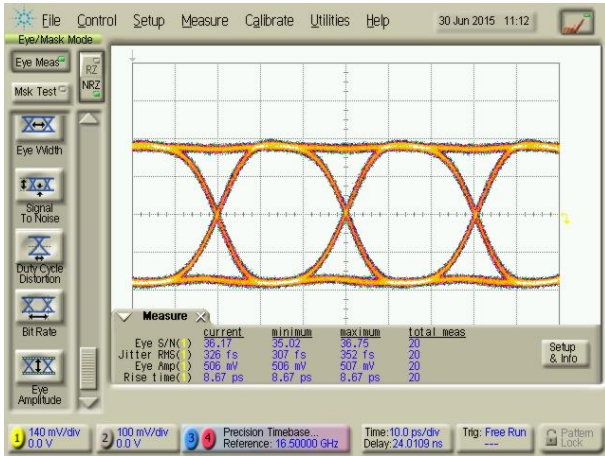 File Control Setup Measure Calibrate Utilities Help 30 Jun 2015 11:12
Eye/Mask Mode
Eye Meas
RZ
NRZ
Msk Test
Eye Width
Signal
To Noise
Duty Cycle
Distortion
Bit Rate
Eye
Amplitude
Measure
current minimum maximum total meas
Eye S/N(1) 36.17 35.02 36.75 20
Jitter RMS(1) 326 fs 307 fs 352 fs 20
Eye Amp(1) 506 mV 506 mV 507 mV 20
Rise time(1) 8.67 ps 8.67 ps 8.67 ps 20
Setup
& Info
1 140 mV/div
0.0 V
2 100 mV/div
0.0 V
3 4 Precision Timebase...
Reference: 16.50000 GHz
Time:10.0 ps/div
Delay:24.0109 ns
Trig: Free Run
---
Pattern
Lock